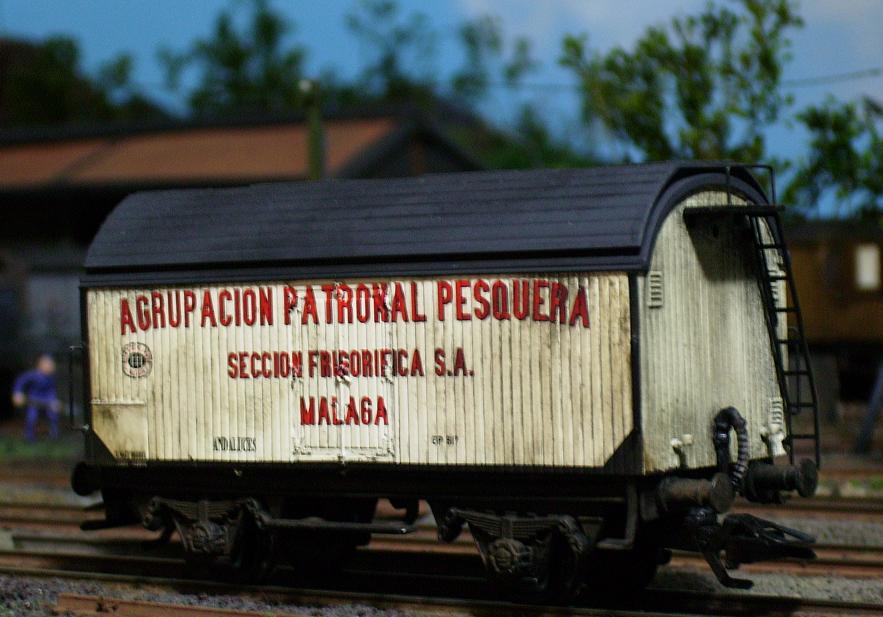 AGRUPACION PATRONAL PESQUERA
SECCION FRIGORIFICA S.A.
MALAGA
ANDALUCES